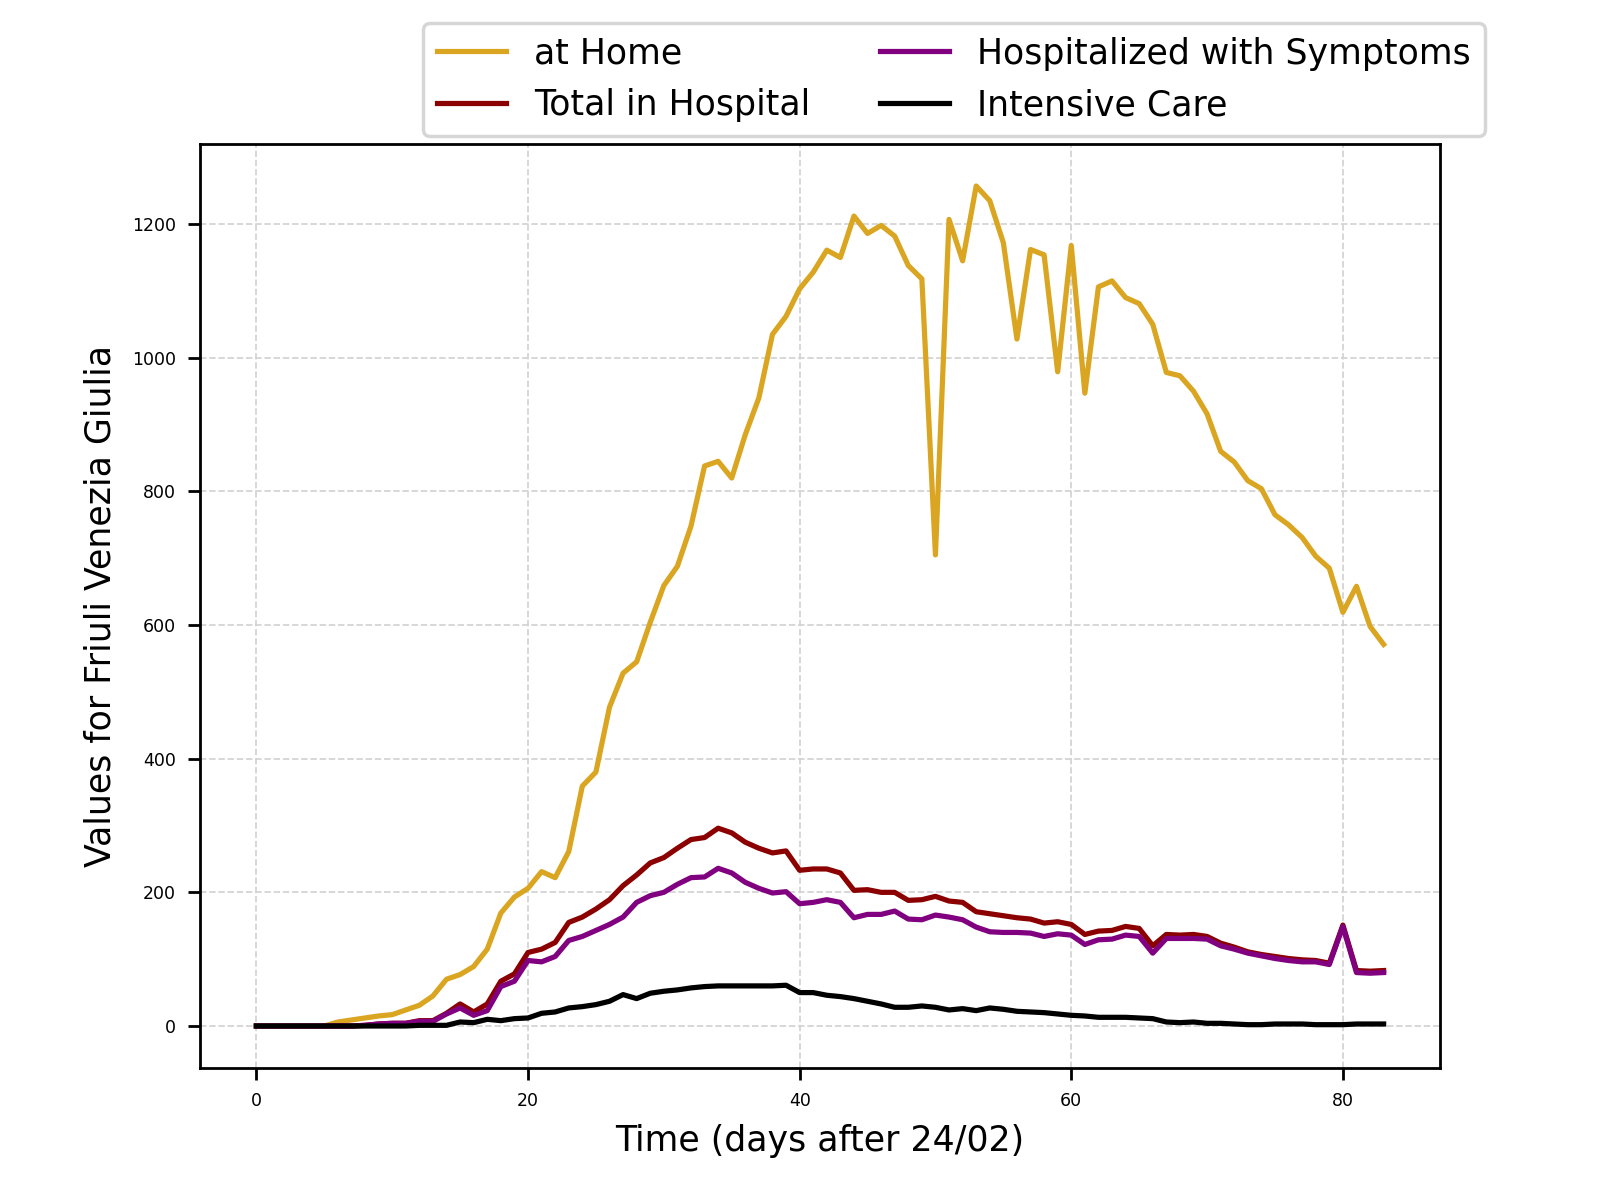 at Home
Total in Hospital
Hospitalized with Symptoms
Intensive Care
Values for Friuli Venezia Giulia
1200
1000
800
600
400
200
0
0 20 40 60 80
Time (days after 24/02)